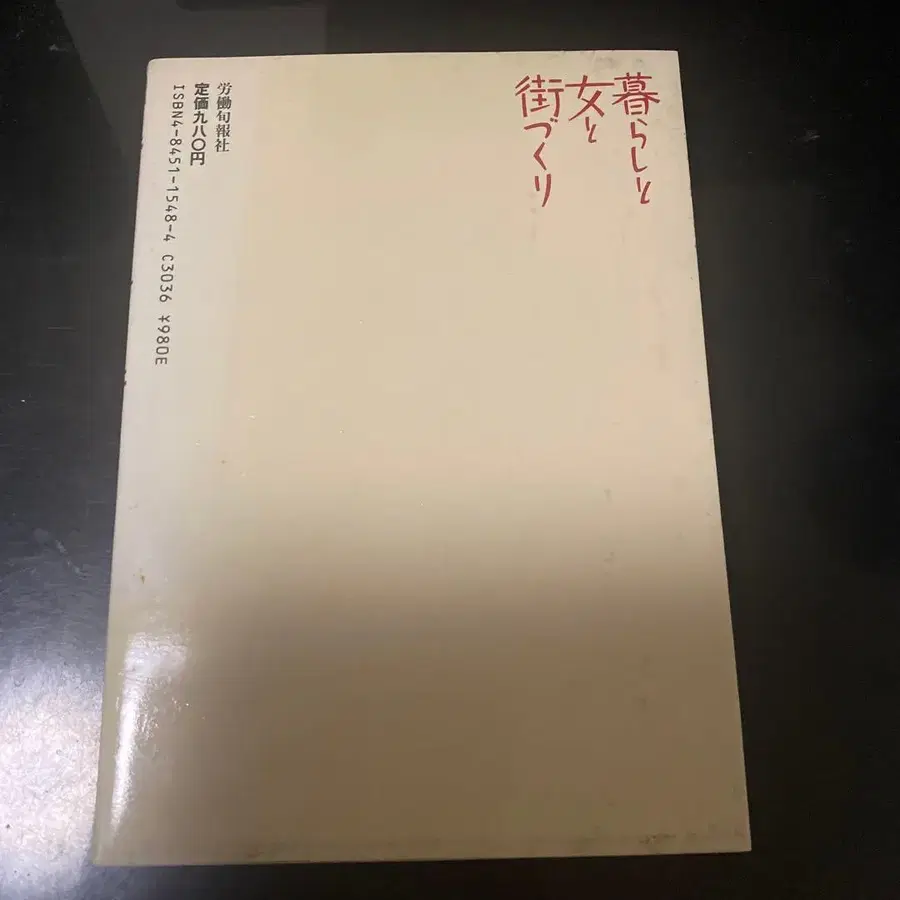 暮らしと
女と
街づくり
労働旬報社
定価九八〇円
ISBN4-8451-1548-4 C3036 ¥980E